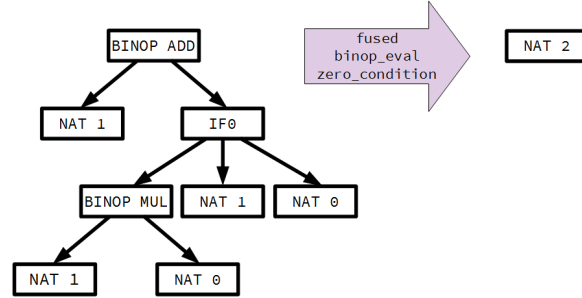 BINOP ADD
fused
binop_eval
zero_condition
NAT 2
NAT 1
IF0
BINOP MUL
NAT 1
NAT 0
NAT 1
NAT 0